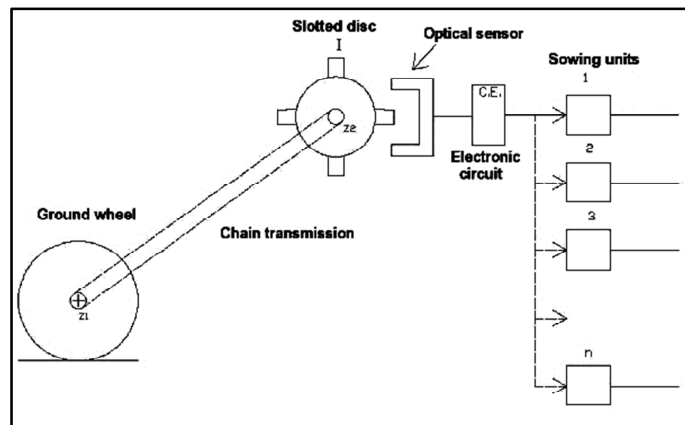 Slotted disc
I
Optical sensor
Sowing units
1
C.E.
z2
2
Electronic
circuit
3
Ground wheel
Chain transmission
z1
n